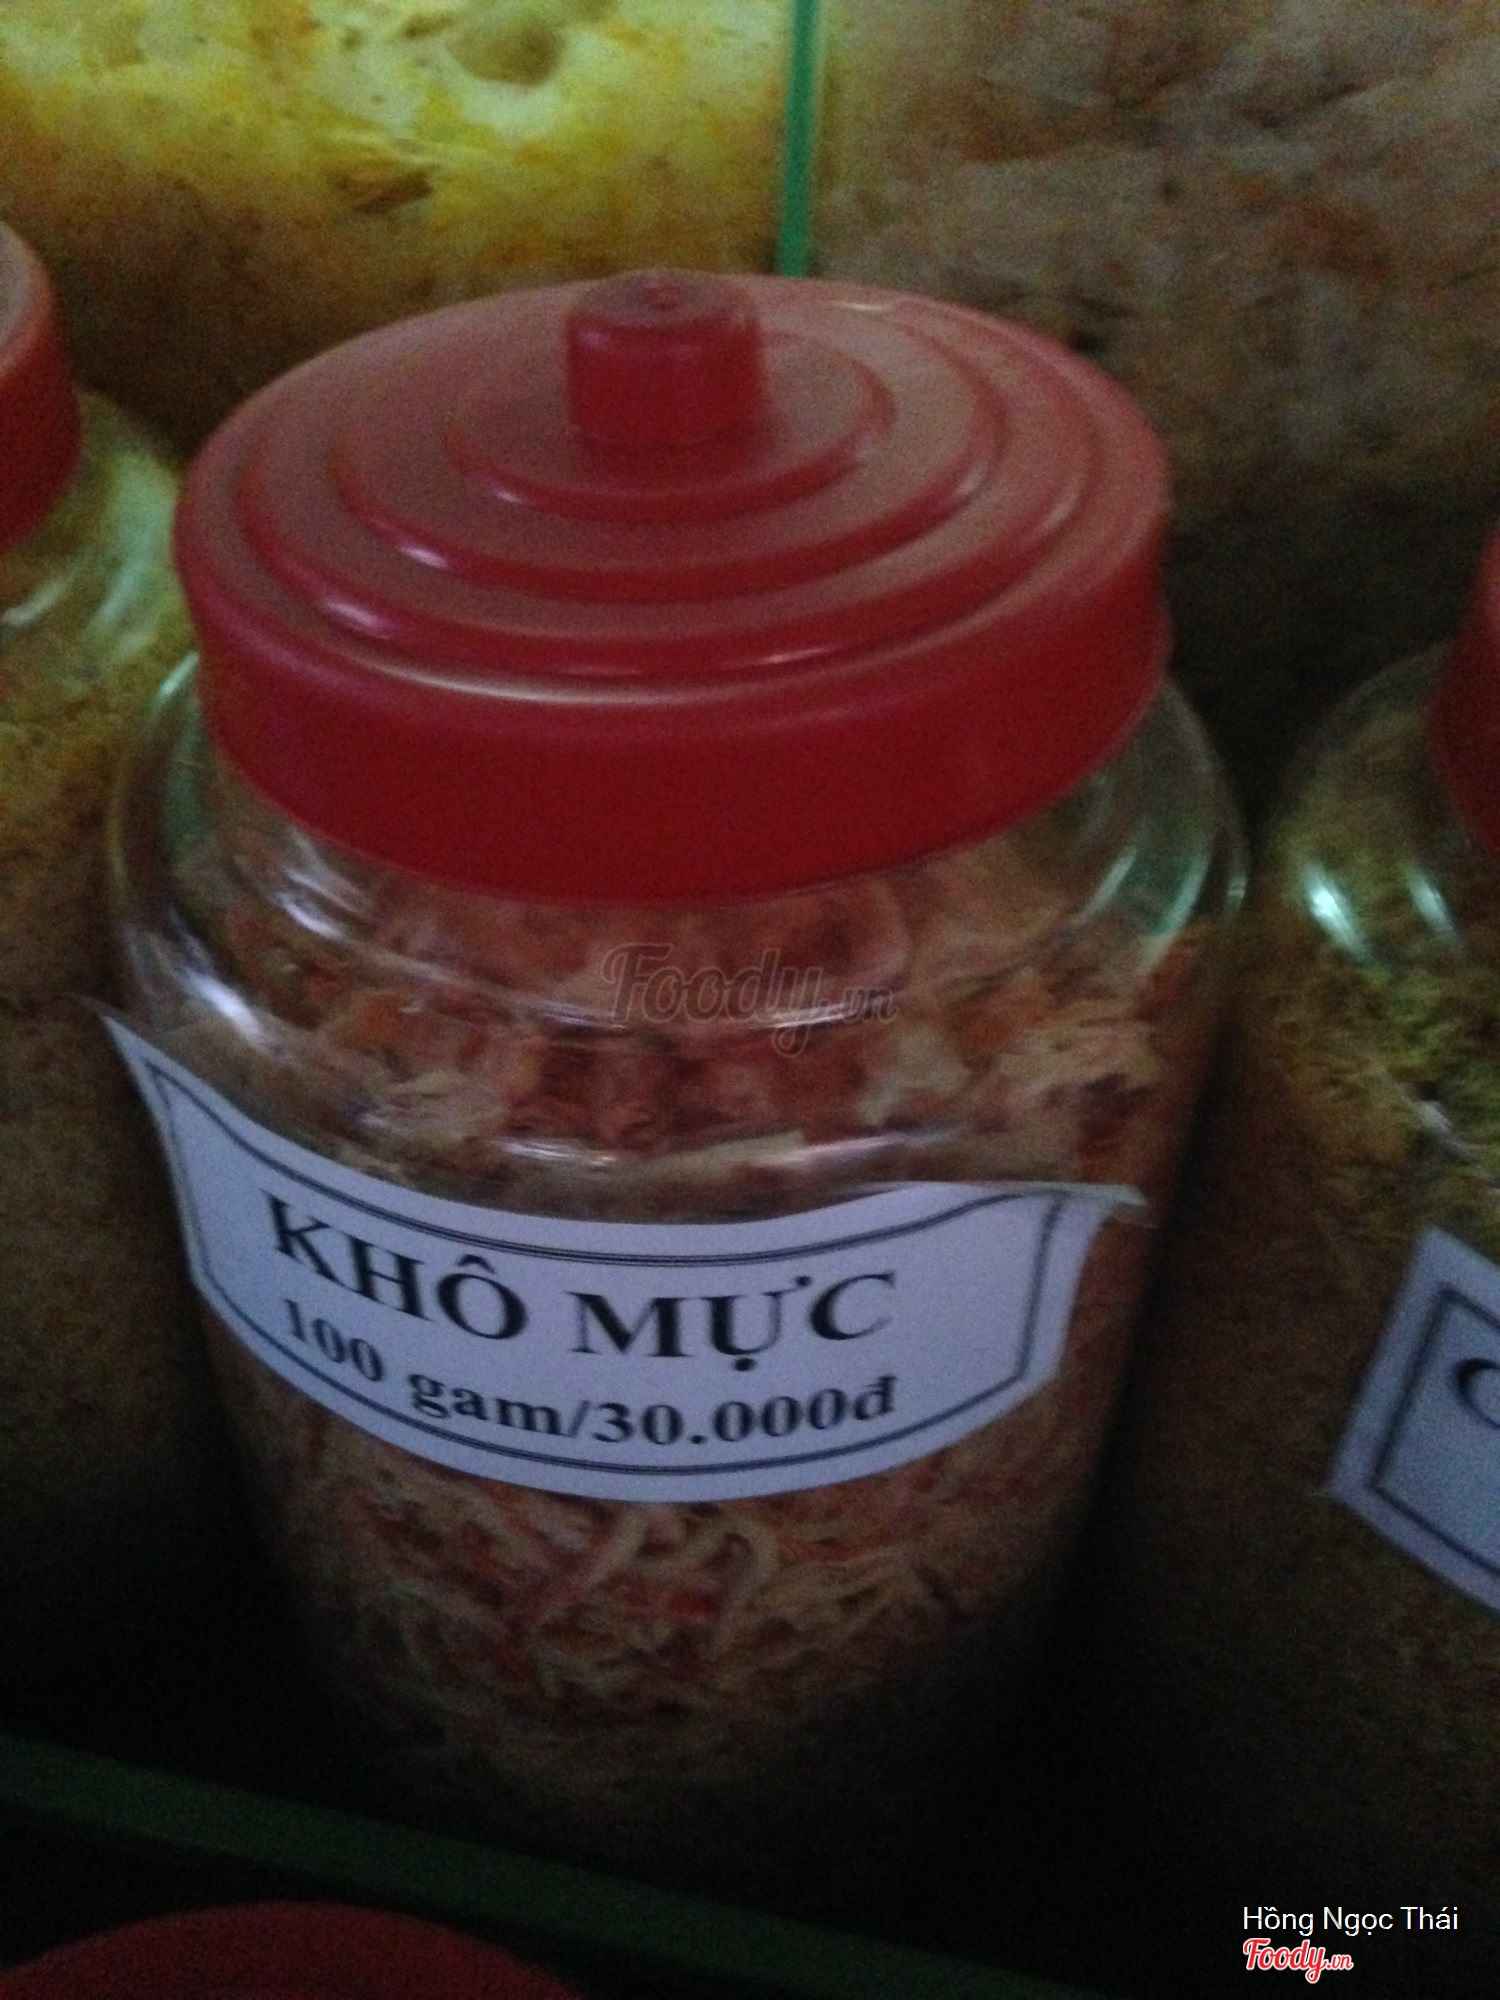 Foody.vn
KHÔ MỰC
100 gam/30.000đ
Hồng Ngọc Thái
Foody.vn